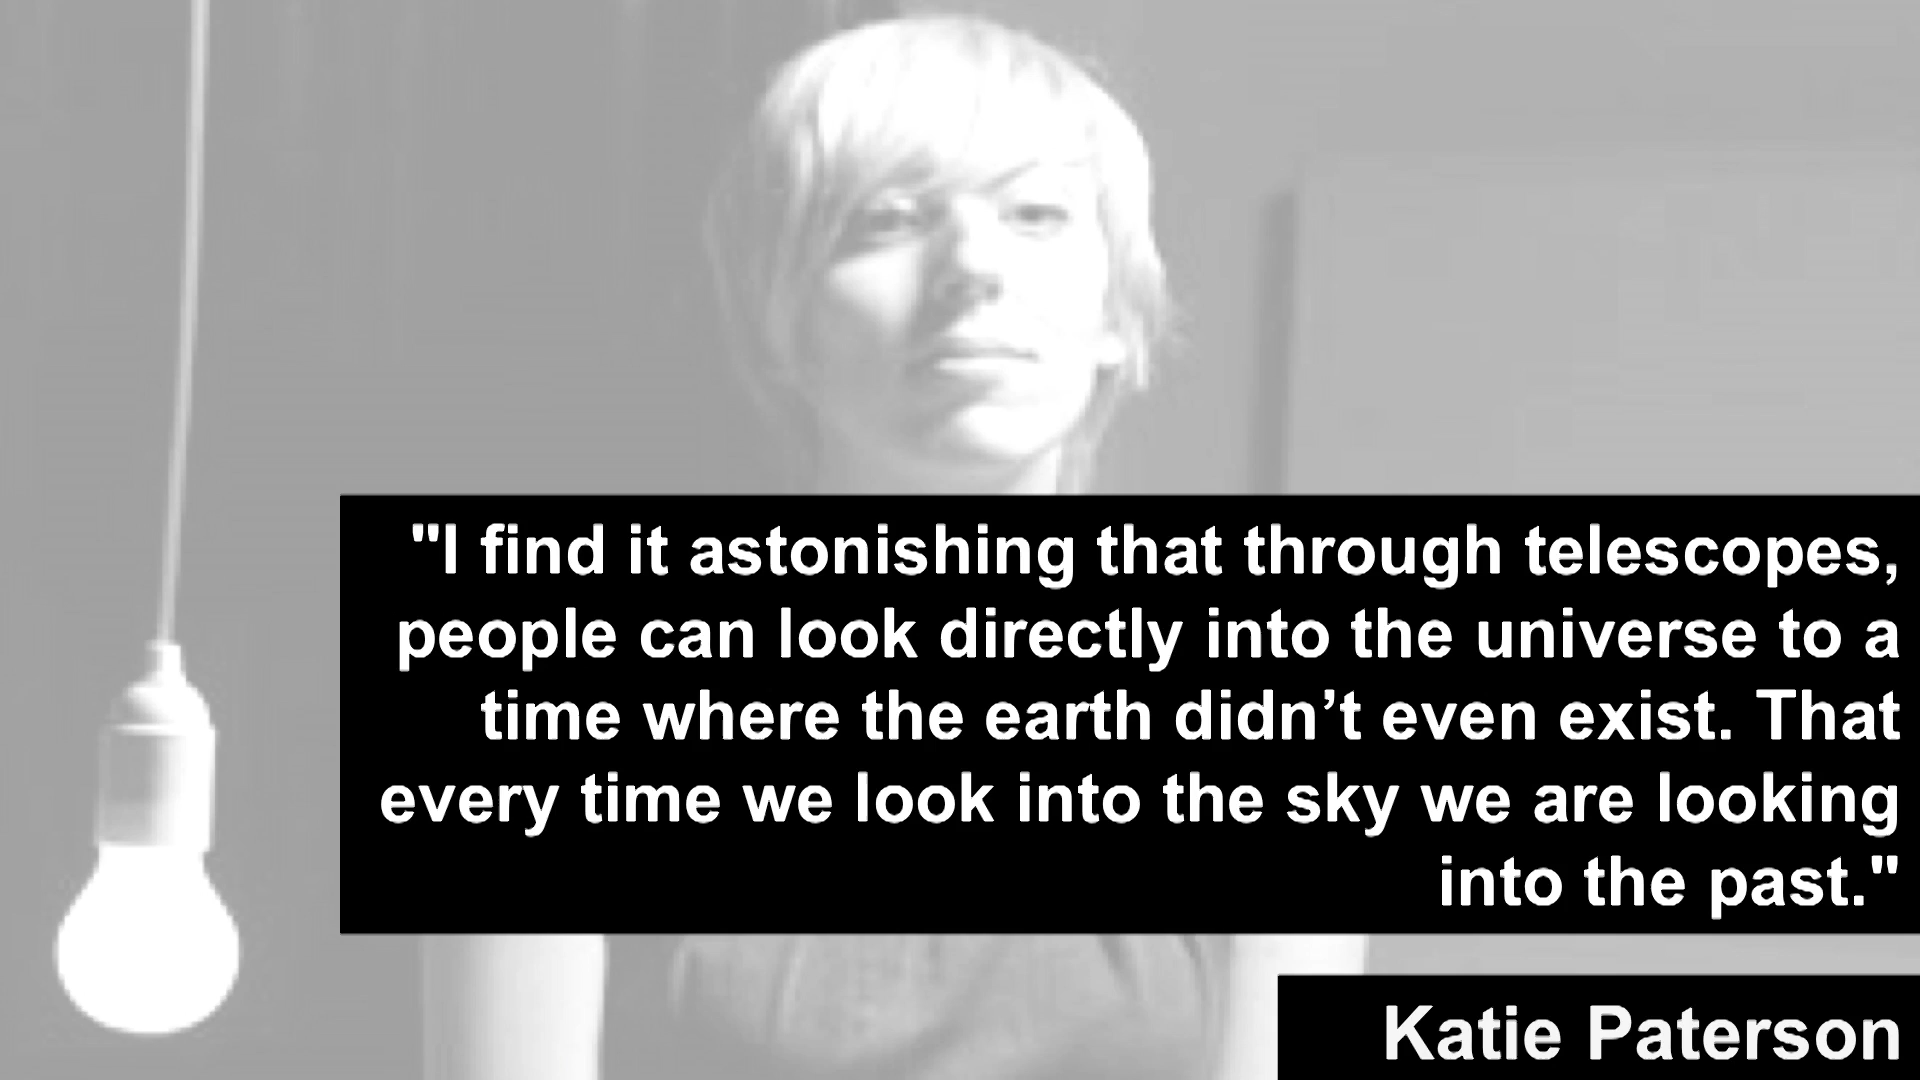 "I find it astonishing that through telescopes,
people can look directly into the universe to a
time where the earth didn’t even exist. That
every time we look into the sky we are looking
into the past."
Katie Paterson